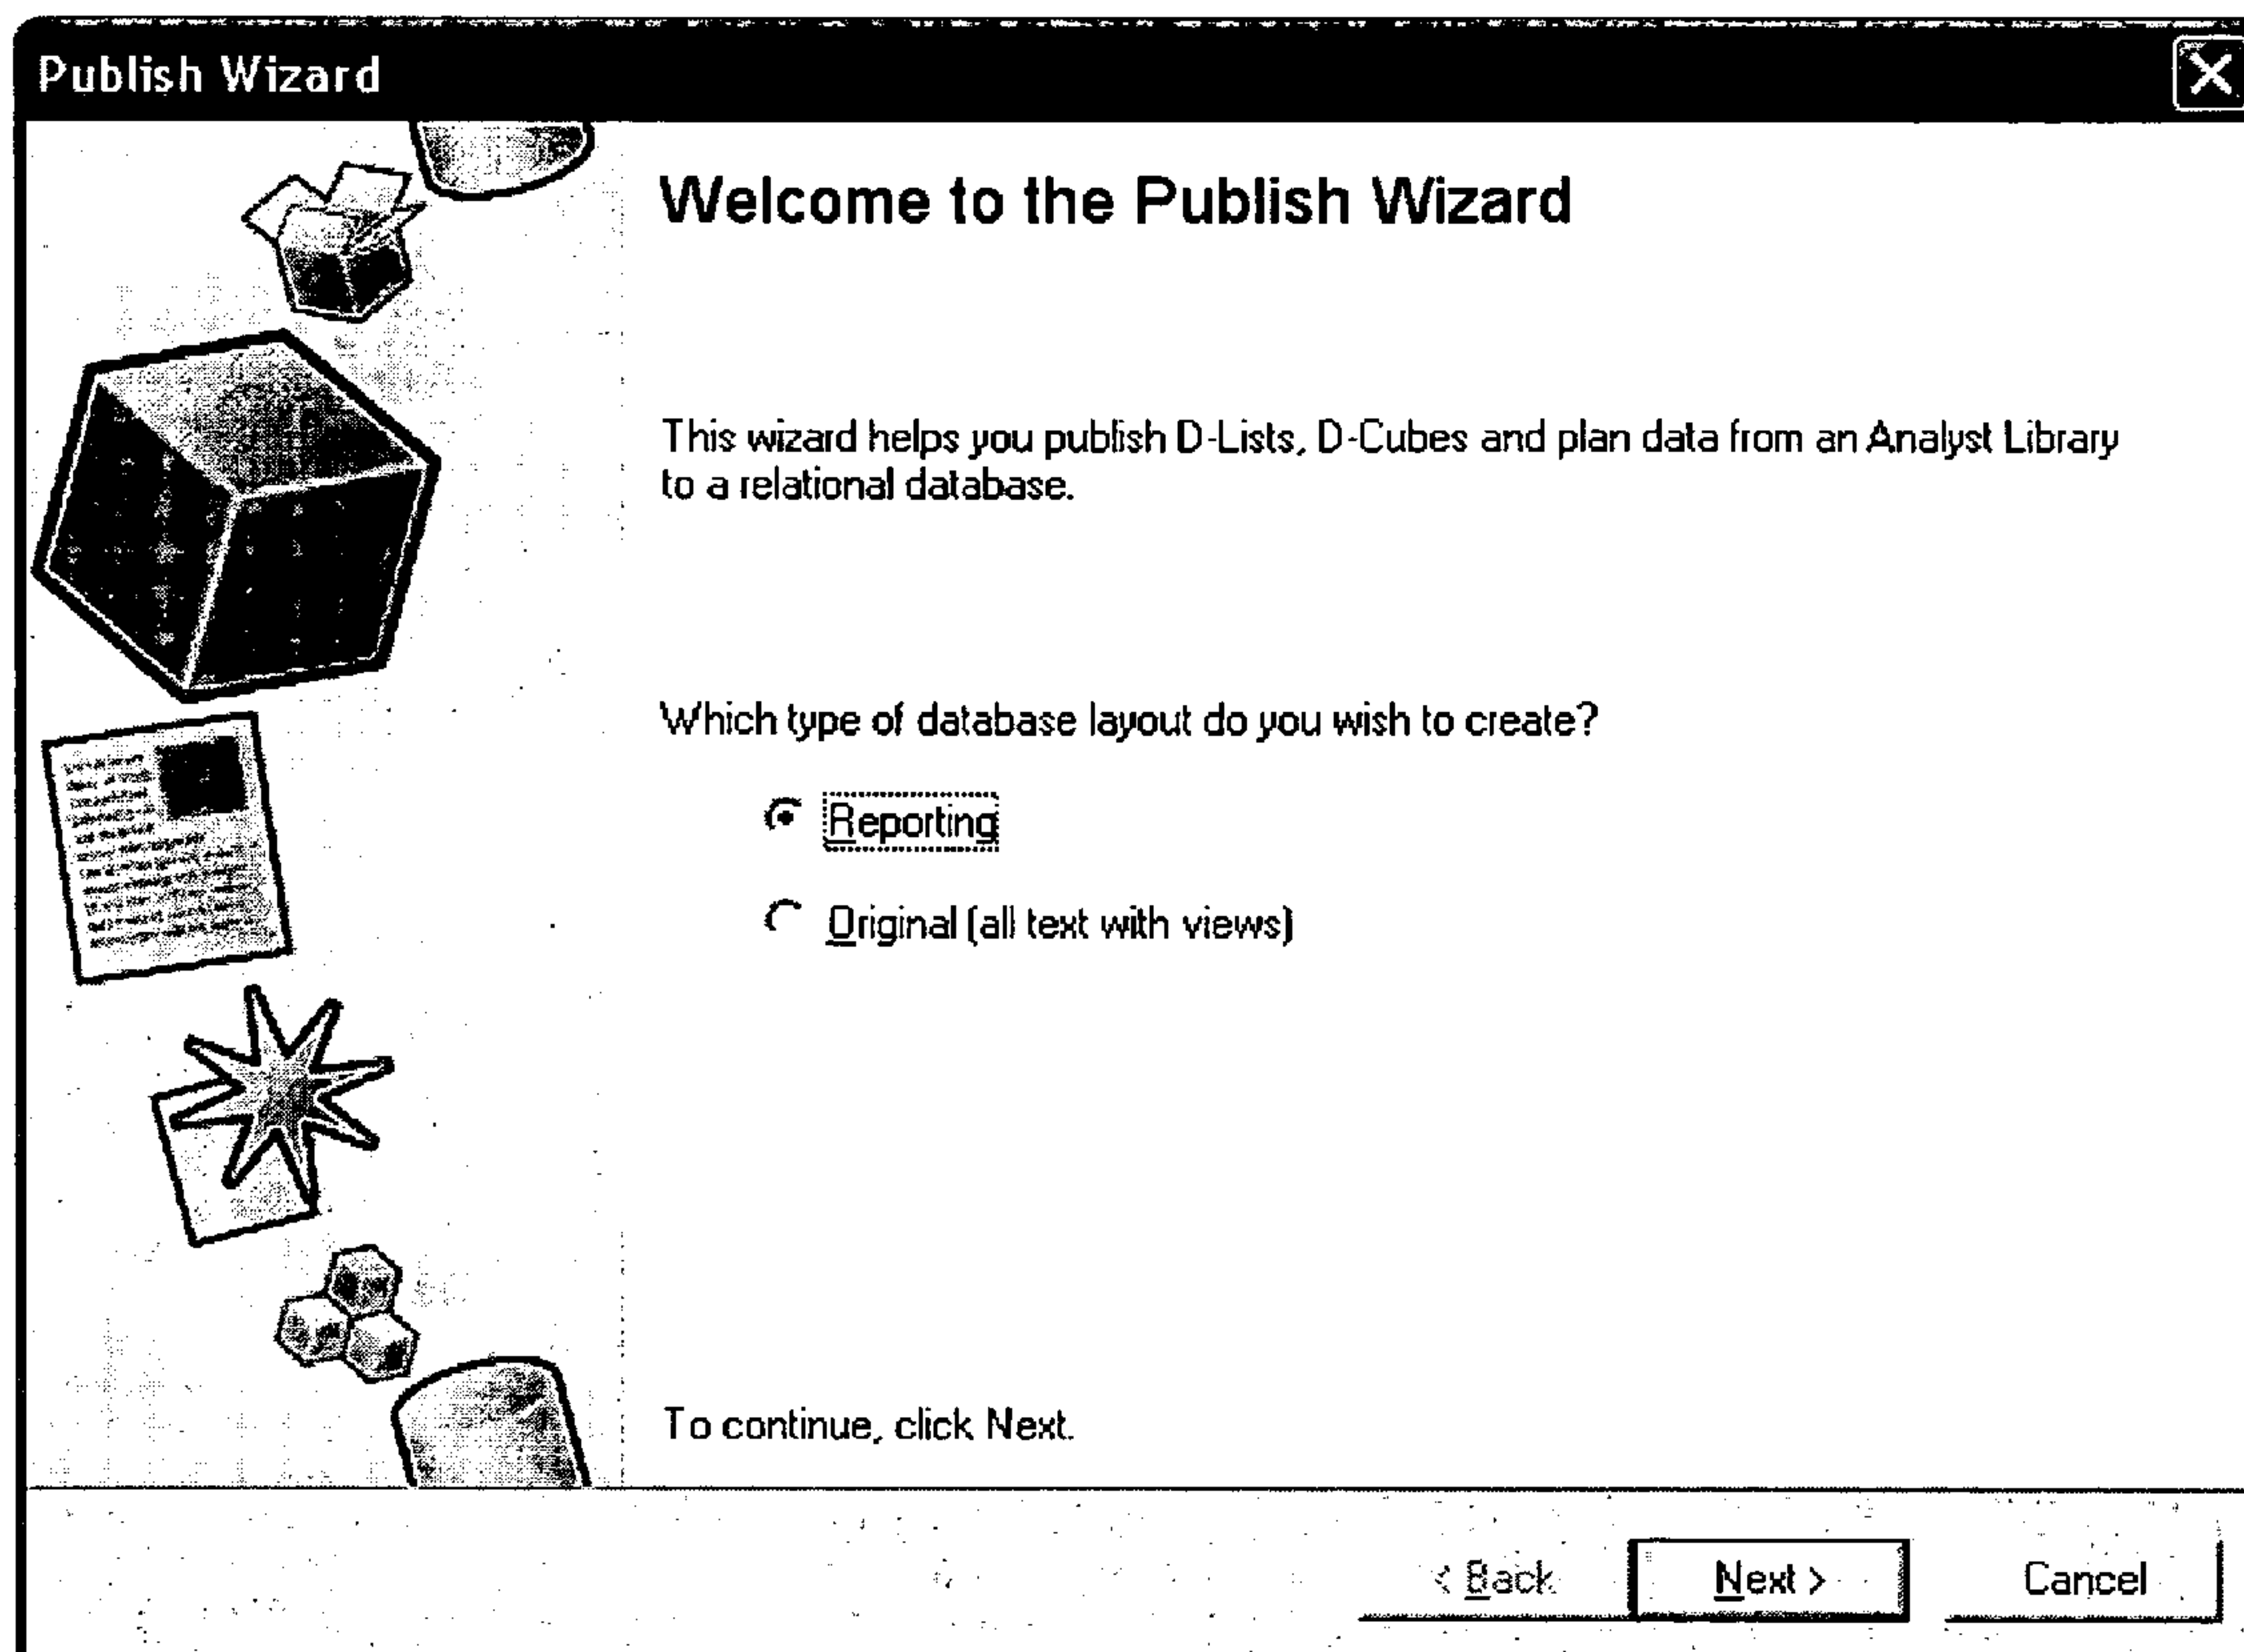 Publish Wizard
Welcome to the Publish Wizard
This wizard helps you publish D-Lists, D-Cubes and plan data from an Analyst Library
to a relational database.
Which type of database layout do you wish to create?
Reporting
Original (all text with views)
To continue, click Next.
< Back Next > Cancel